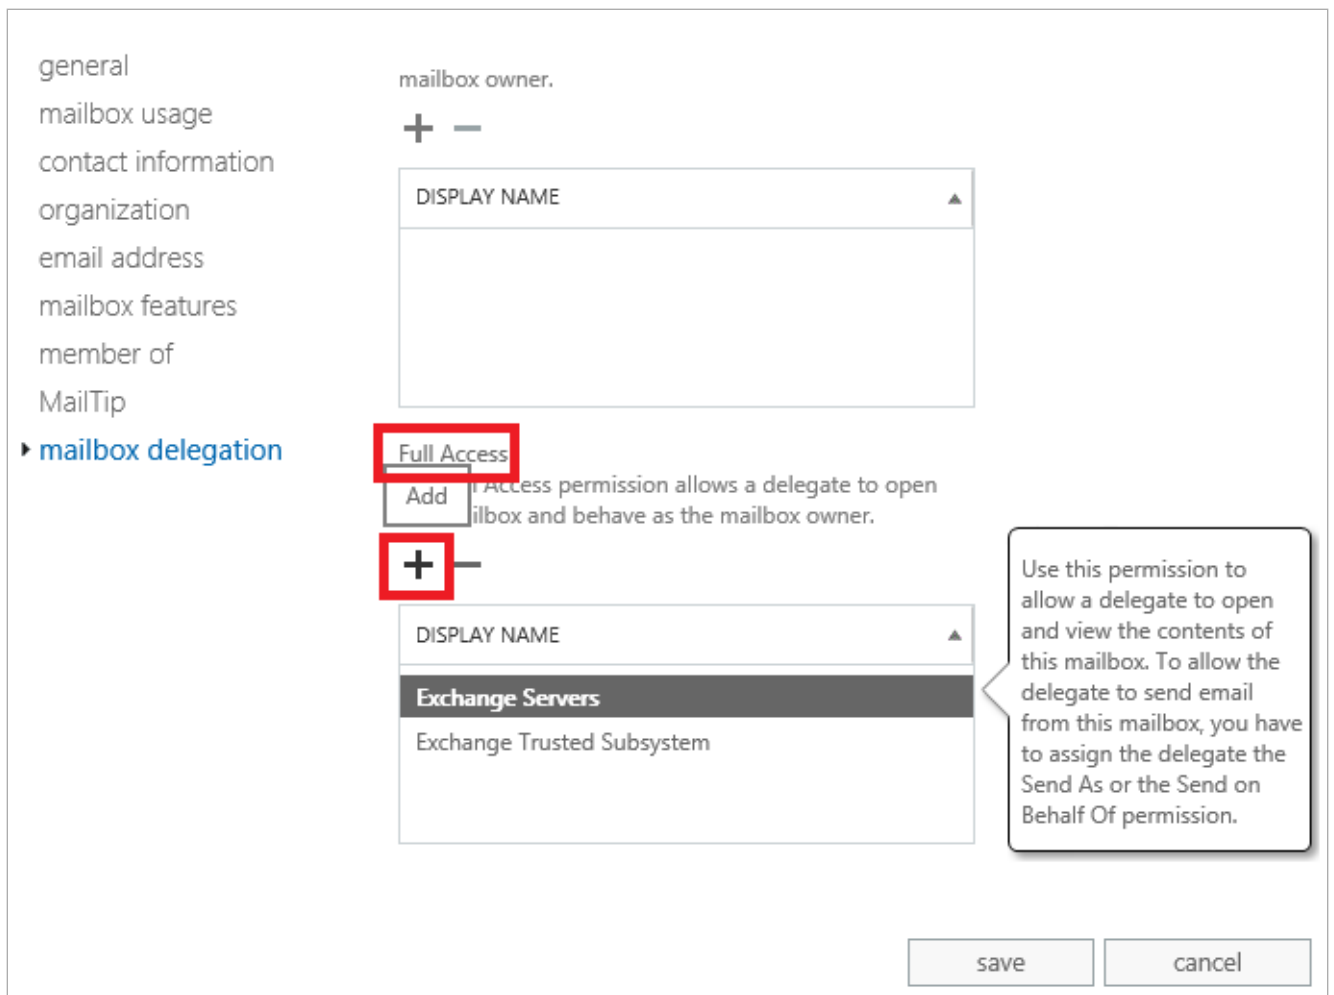 general
mailbox usage
contact information
organization
email address
mailbox features
member of
MailTip
mailbox delegation
mailbox owner.
DISPLAY NAME
Full Access
Add
Access permission allows a delegate to open
ilbox and behave as the mailbox owner.
DISPLAY NAME
Exchange Servers
Exchange Trusted Subsystem
Use this permission to
allow a delegate to open
and view the contents of
this mailbox. To allow the
delegate to send email
from this mailbox, you have
to assign the delegate the
Send As or the Send on
Behalf Of permission.
save
cancel